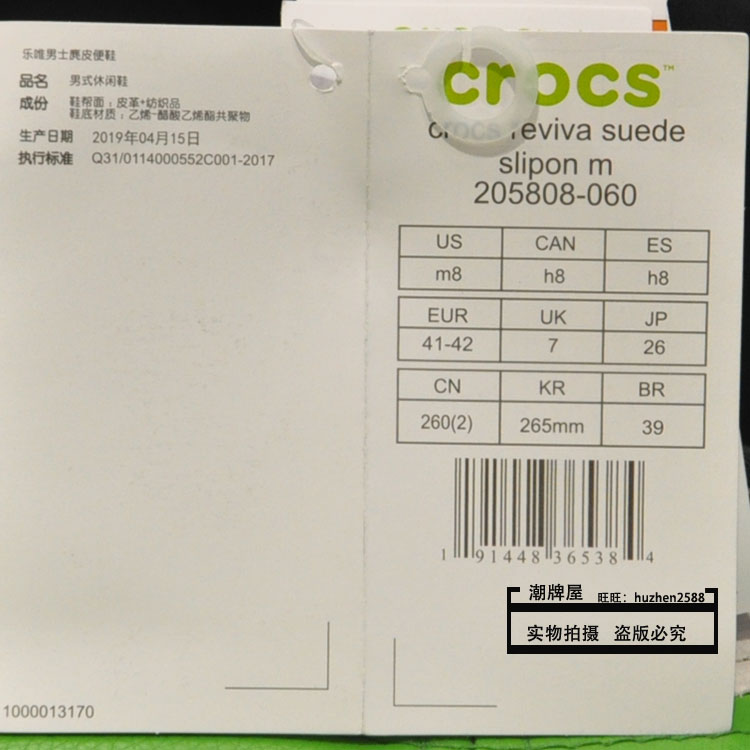 乐唯男士麂皮便鞋
品名 男式休闲鞋
成份 鞋帮面：皮革+纺织品
鞋底材质：乙烯-醋酸乙烯酯共聚物
生产日期 2019年04月15日
执行标准 Q31/0114000552C001-2017
1000013170
crocs™
crocs reviva suede
slipon m
205808-060
US CAN ES
m8 h8 h8
EUR UK JP
41-42 7 26
CN KR BR
260(2) 265mm 39
1 91448 36538 4
潮牌屋 旺旺：huzhen2588
实物拍摄 盗版必究